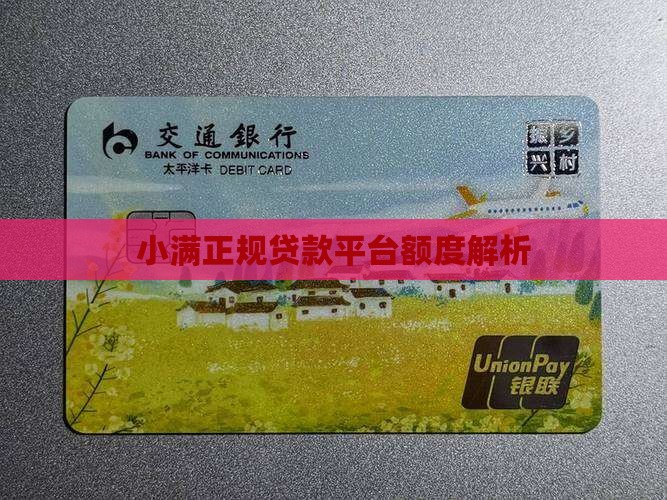 交通銀行
BANK OF COMMUNICATIONS
太平洋卡 DEBIT CARD
振乡
兴村
小满正规贷款平台额度解析
UnionPay
银联